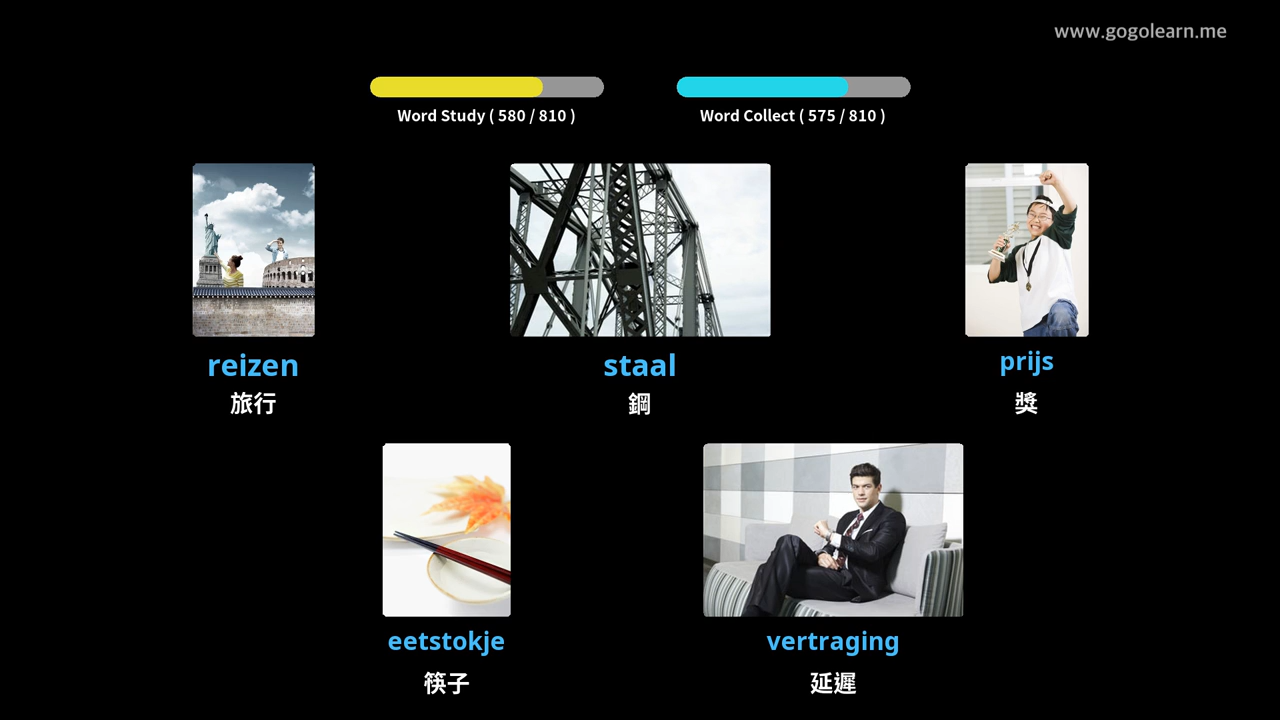 www.gogolearn.me
Word Study ( 580 / 810 )
Word Collect ( 575 / 810 )
reizen
旅行
staal
鋼
prijs
獎
eetstokje
筷子
vertraging
延遲